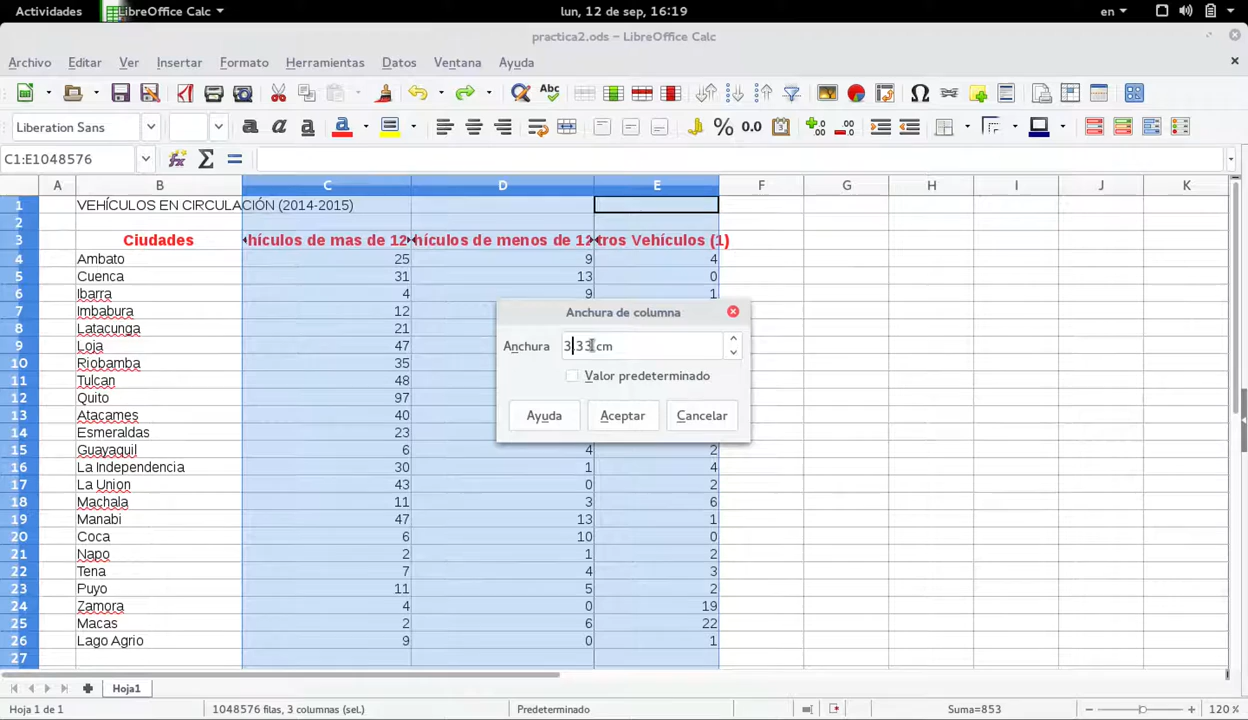 Actividades LibreOffice Calc lun, 12 de sep, 16:19 en
practica2.ods – LibreOffice Calc
Archivo Editar Ver Insertar Formato Herramientas Datos Ventana Ayuda
Abc
Liberation Sans a a a % 0.0
C1:E1048576
A B C D E F G H I J K
1 VEHÍCULOS EN CIRCULACIÓN (2014-2015)
2
3 Ciudades hículos de mas de 12 hículos de menos de 12 tros Vehículos (1)
4 Ambato 25 9 4
5 Cuenca 31 13 0
6 Ibarra 4 9 1
7 Imbabura 12
8 Latacunga 21
9 Loja 47
10 Riobamba 35
11 Tulcan 48
12 Quito 97
13 Atacames 40
14 Esmeraldas 23
15 Guayaquil 6 4 2
16 La Independencia 30 1 4
17 La Union 43 0 2
18 Machala 11 3 6
19 Manabi 47 13 1
20 Coca 6 10 0
21 Napo 2 1 2
22 Tena 7 4 3
23 Puyo 11 5 2
24 Zamora 4 0 19
25 Macas 2 6 22
26 Lago Agrio 9 0 1
27
Anchura de columna
Anchura 3,33 cm
Valor predeterminado
Ayuda Aceptar Cancelar
Hoja1
Hoja 1 de 1 1048576 filas, 3 columnas (sel.) Predeterminado Suma=853 120 %